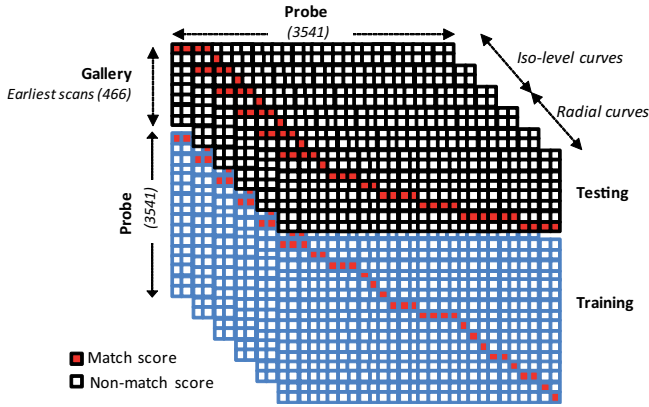 Probe
(3541)
Iso-level curves
Gallery
Earliest scans (466)
Radial curves
Probe
(3541)
Testing
Training
Match score
Non-match score